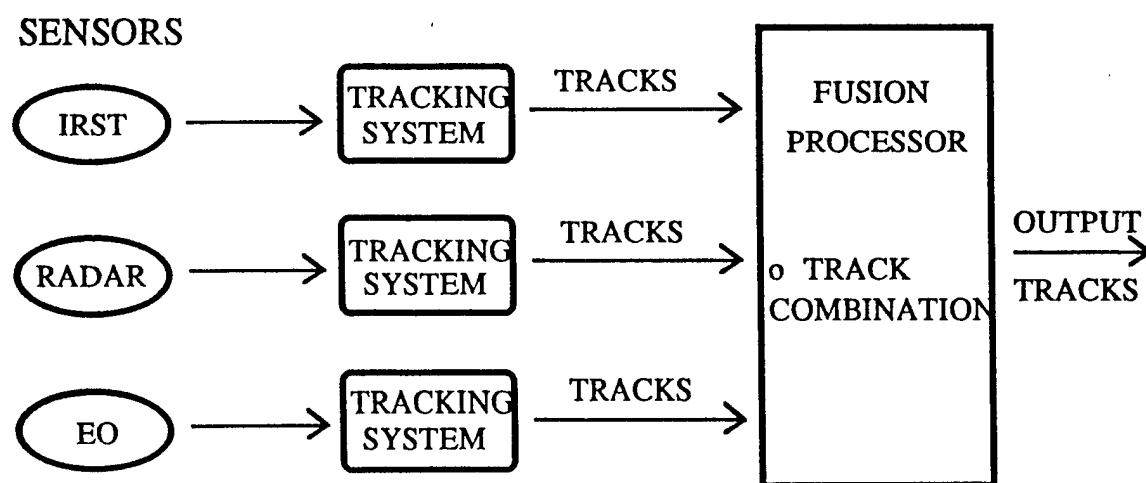 SENSORS
IRST
TRACKING
SYSTEM
TRACKS
RADAR
TRACKING
SYSTEM
TRACKS
EO
TRACKING
SYSTEM
TRACKS
FUSION
PROCESSOR
o TRACK
COMBINATION
OUTPUT
TRACKS